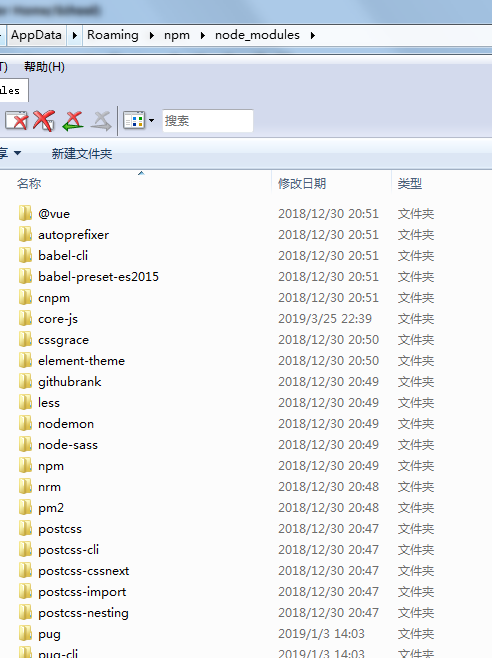 AppData Roaming npm node_modules
T) 帮助(H)
ules
搜索
享 新建文件夹
名称 修改日期 类型
@vue 2018/12/30 20:51 文件夹
autoprefixer 2018/12/30 20:51 文件夹
babel-cli 2018/12/30 20:51 文件夹
babel-preset-es2015 2018/12/30 20:51 文件夹
cnpm 2018/12/30 20:51 文件夹
core-js 2019/3/25 22:39 文件夹
cssgrace 2018/12/30 20:50 文件夹
element-theme 2018/12/30 20:50 文件夹
githubrank 2018/12/30 20:49 文件夹
less 2018/12/30 20:49 文件夹
nodemon 2018/12/30 20:49 文件夹
node-sass 2018/12/30 20:49 文件夹
npm 2018/12/30 20:49 文件夹
nrm 2018/12/30 20:48 文件夹
pm2 2018/12/30 20:48 文件夹
postcss 2018/12/30 20:47 文件夹
postcss-cli 2018/12/30 20:47 文件夹
postcss-cssnext 2018/12/30 20:47 文件夹
postcss-import 2018/12/30 20:47 文件夹
postcss-nesting 2018/12/30 20:47 文件夹
pug 2019/1/3 14:03 文件夹
pug-cli 2019/1/3 14:03 文件夹